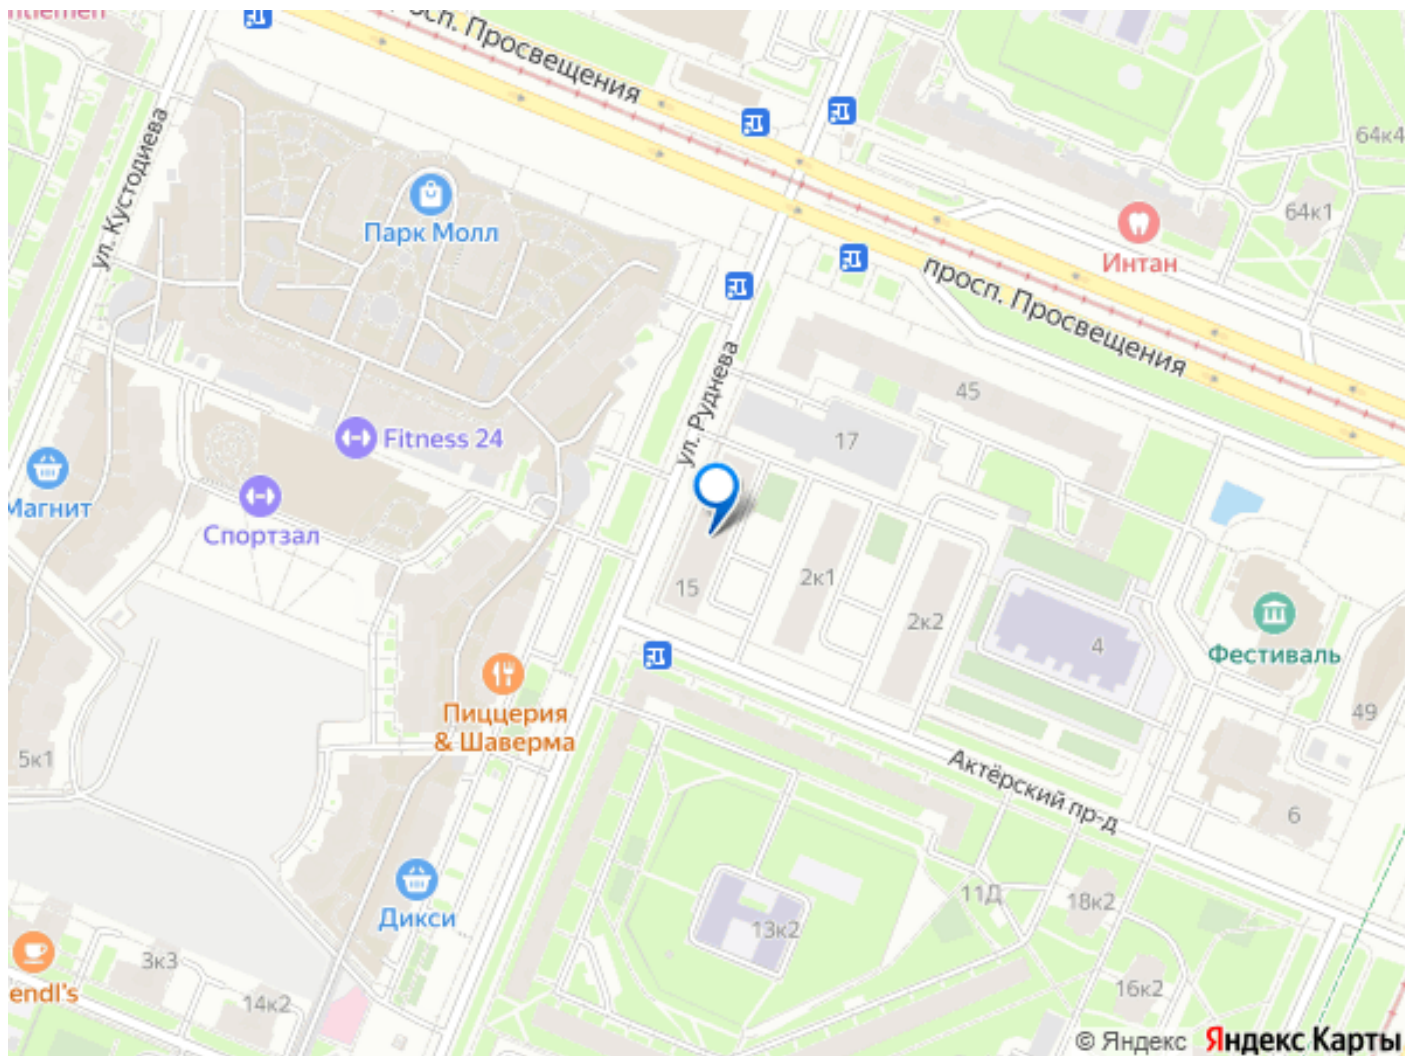 просп. Просвещения
ул. Кустодиева
64к4
64к1
Парк Молл
Интан
просп. Просвещения
ул. Руднева
45
17
Fitness 24
Магнит
Спортзал
15
2к1
2к2
4
Фестиваль
49
Пиццерия
& Шаверма
5к1
Актёрский пр-д
6
Дикси
11Д
18к2
13к2
3к3
14к2
16к2
© Яндекс Яндекс Карты